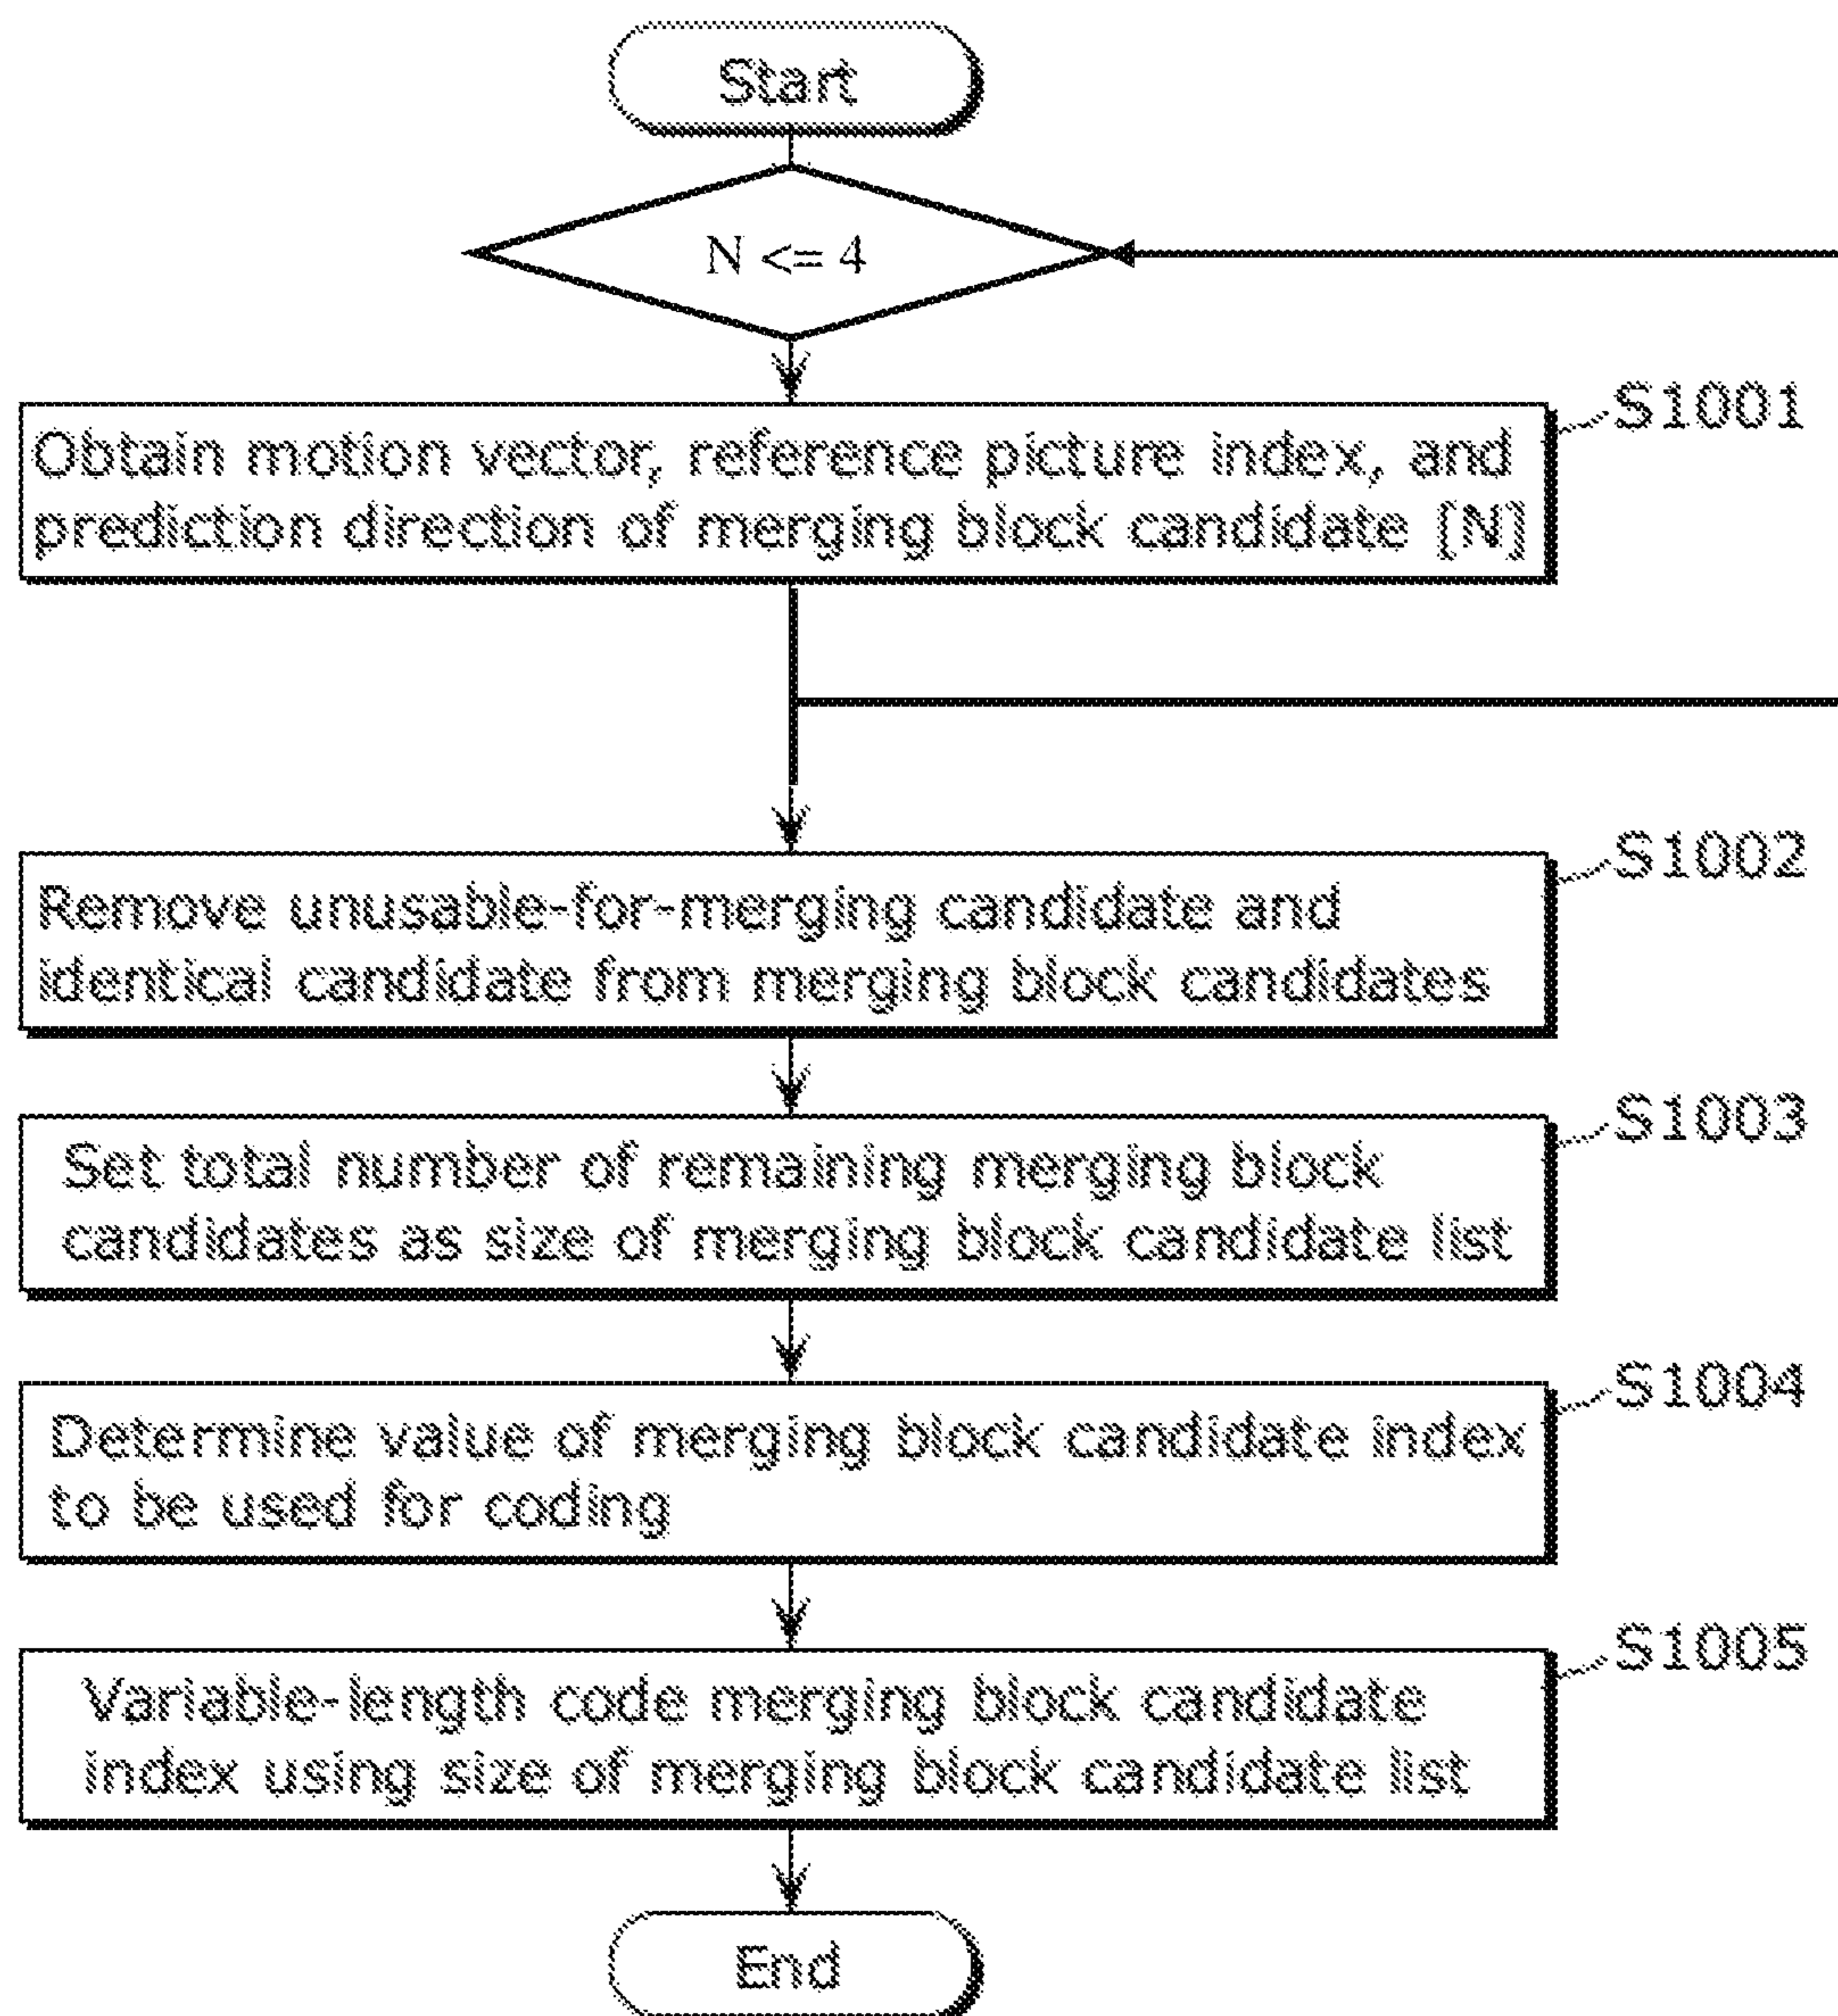 Start
N <= 4
S1001
Obtain motion vector, reference picture index, and
prediction direction of merging block candidate [N]
S1002
Remove unusable-for-merging candidate and
identical candidate from merging block candidates
S1003
Set total number of remaining merging block
candidates as size of merging block candidate list
S1004
Determine value of merging block candidate index
to be used for coding
S1005
Variable-length code merging block candidate
index using size of merging block candidate list
End